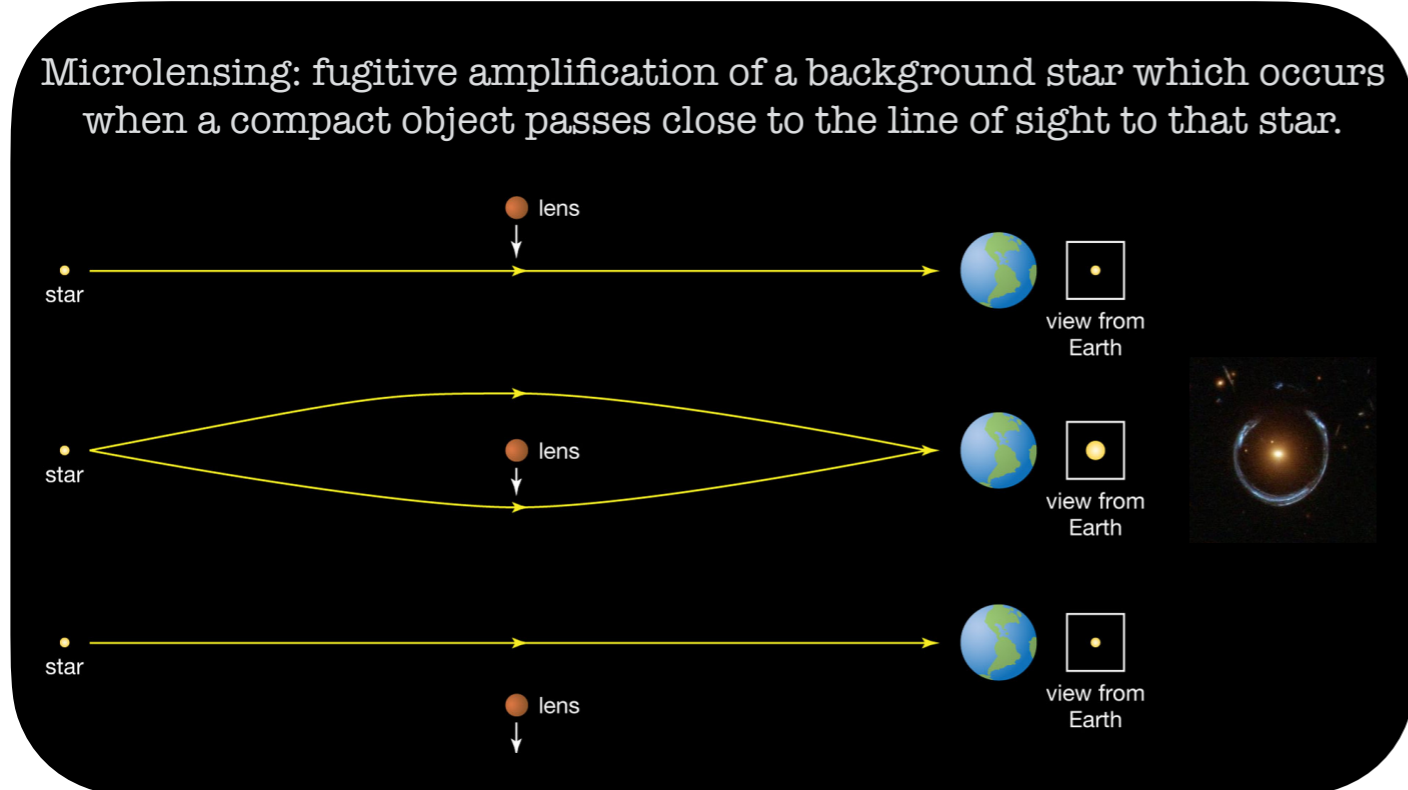 Microlensing: fugitive amplification of a background star which occurs
when a compact object passes close to the line of sight to that star.
lens
star
view from
Earth
lens
star
view from
Earth
star
lens
view from
Earth